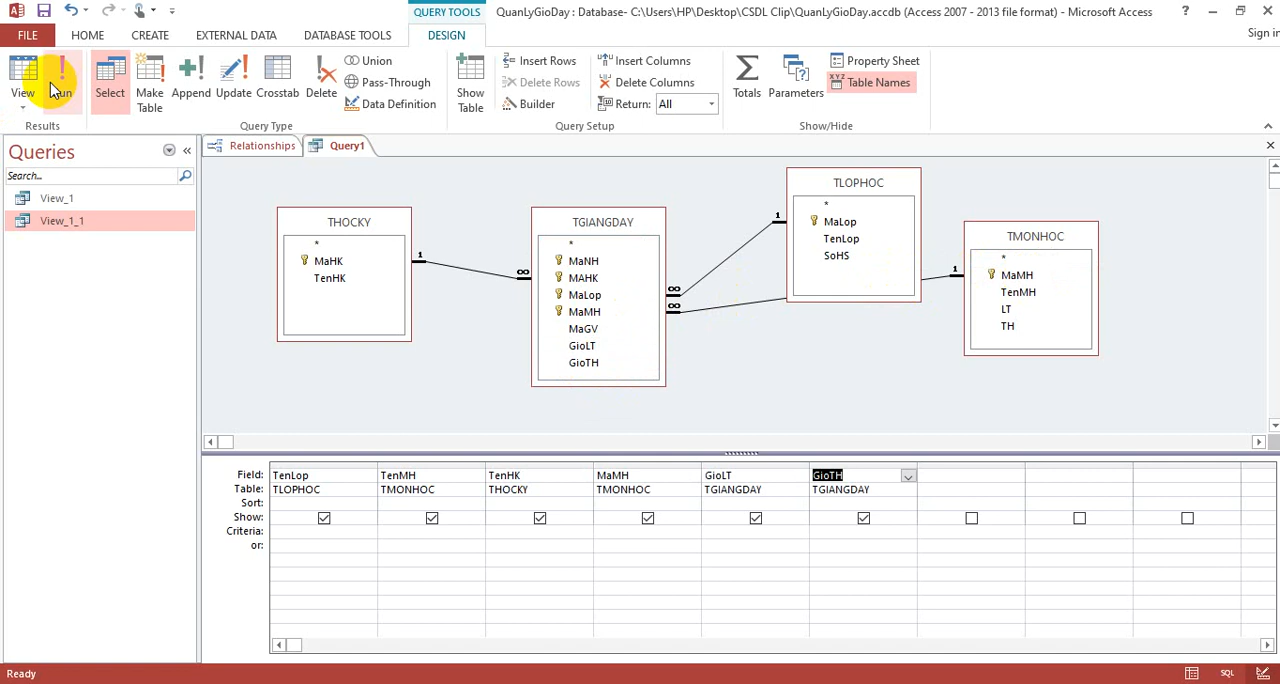 QUERY TOOLS
QuanLyGioDay : Database- C:\Users\HP\Desktop\CSDL Clip\QuanLyGioDay.accdb (Access 2007 - 2013 file format) - Microsoft Access
?
FILE HOME CREATE EXTERNAL DATA DATABASE TOOLS DESIGN
Sign in
View
Select
Make Table
Append
Update
Crosstab
Delete
Union
Pass-Through
Data Definition
Show Table
Insert Rows
Delete Rows
Builder
Insert Columns
Delete Columns
Return: All
Totals
Parameters
Property Sheet
Table Names
Results
Query Type
Query Setup
Show/Hide
Queries
Search...
View_1
View_1_1
Relationships
Query1
THOCKY
*
MaHK
TenHK
1
∞
TGIANGDAY
*
MaNH
MAHK
MaLop
MaMH
MaGV
GioLT
GioTH
∞
∞
1
TLOPHOC
*
MaLop
TenLop
SoHS
1
TMONHOC
*
MaMH
TenMH
LT
TH
Field: TenLop TenMH TenHK MaMH GioLT GioTH
Table: TLOPHOC TMONHOC THOCKY TMONHOC TGIANGDAY TGIANGDAY
Sort:
Show:
Criteria:
or:
Ready
SQL